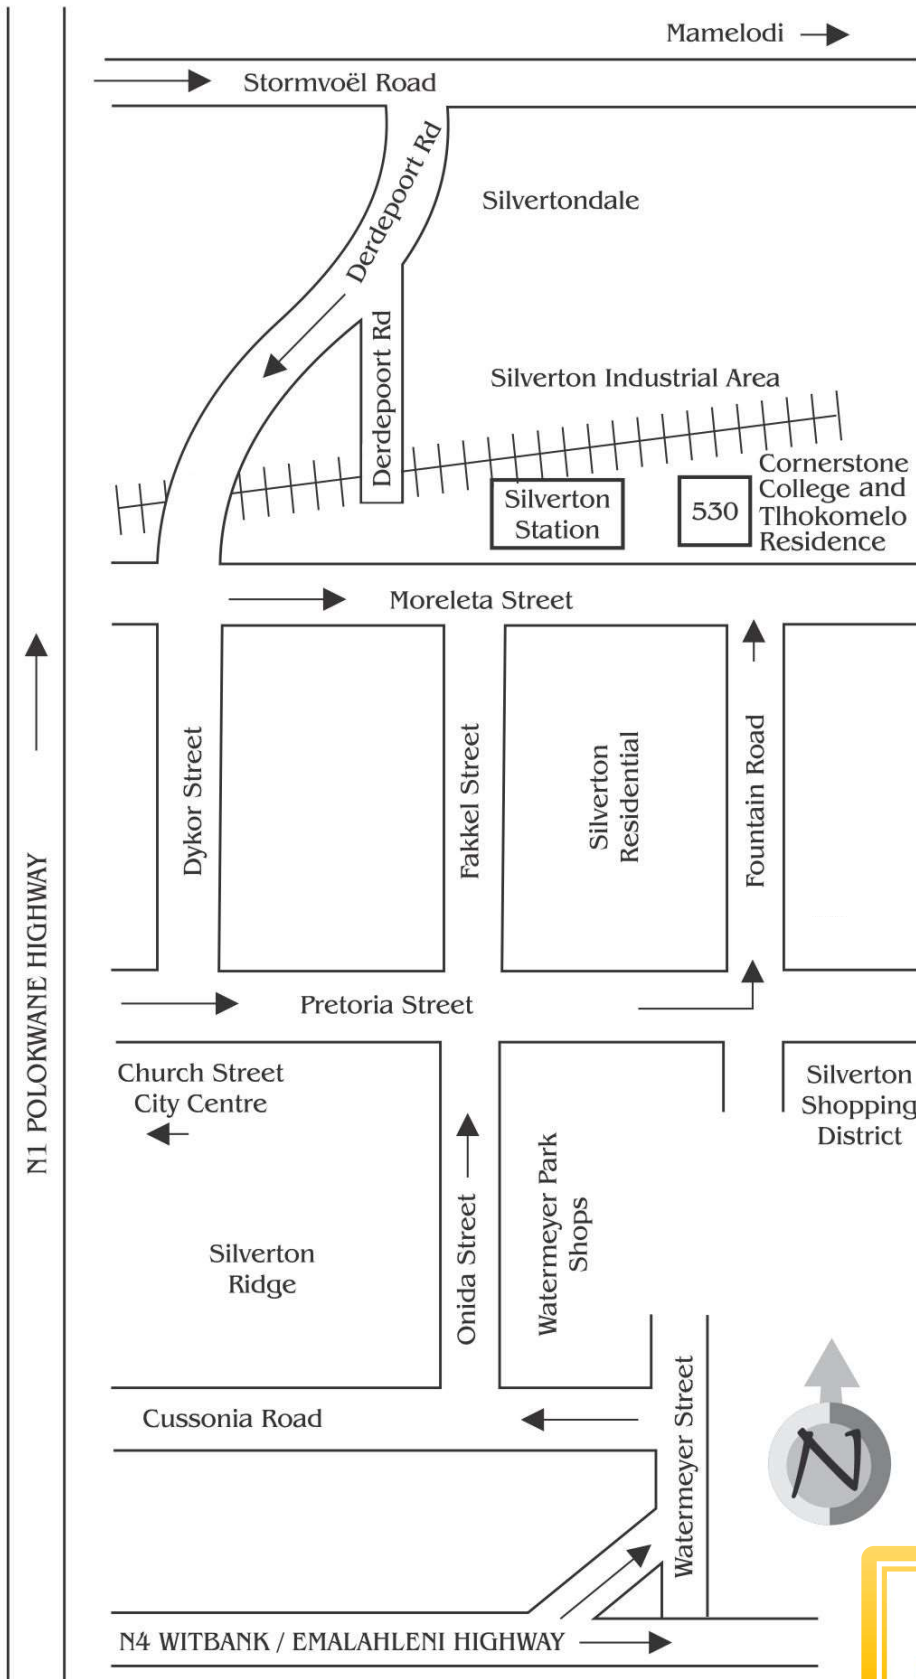 Mamelodi
Stormvoël Road
Derdepoort Rd
Silvertondale
Derdepoort Rd
Silverton Industrial Area
Silverton
Station
530
Cornerstone
College and
Tlhokomelo
Residence
Moreleta Street
Dykor Street
Fakkel Street
Silverton
Residential
Fountain Road
N1 POLOKWANE HIGHWAY
Pretoria Street
Church Street
City Centre
Silverton
Shopping
District
Silverton
Ridge
Onida Street
Watermeyer Park
Shops
Cussonia Road
Watermeyer Street
N
N4 WITBANK / EMALAHLENI HIGHWAY